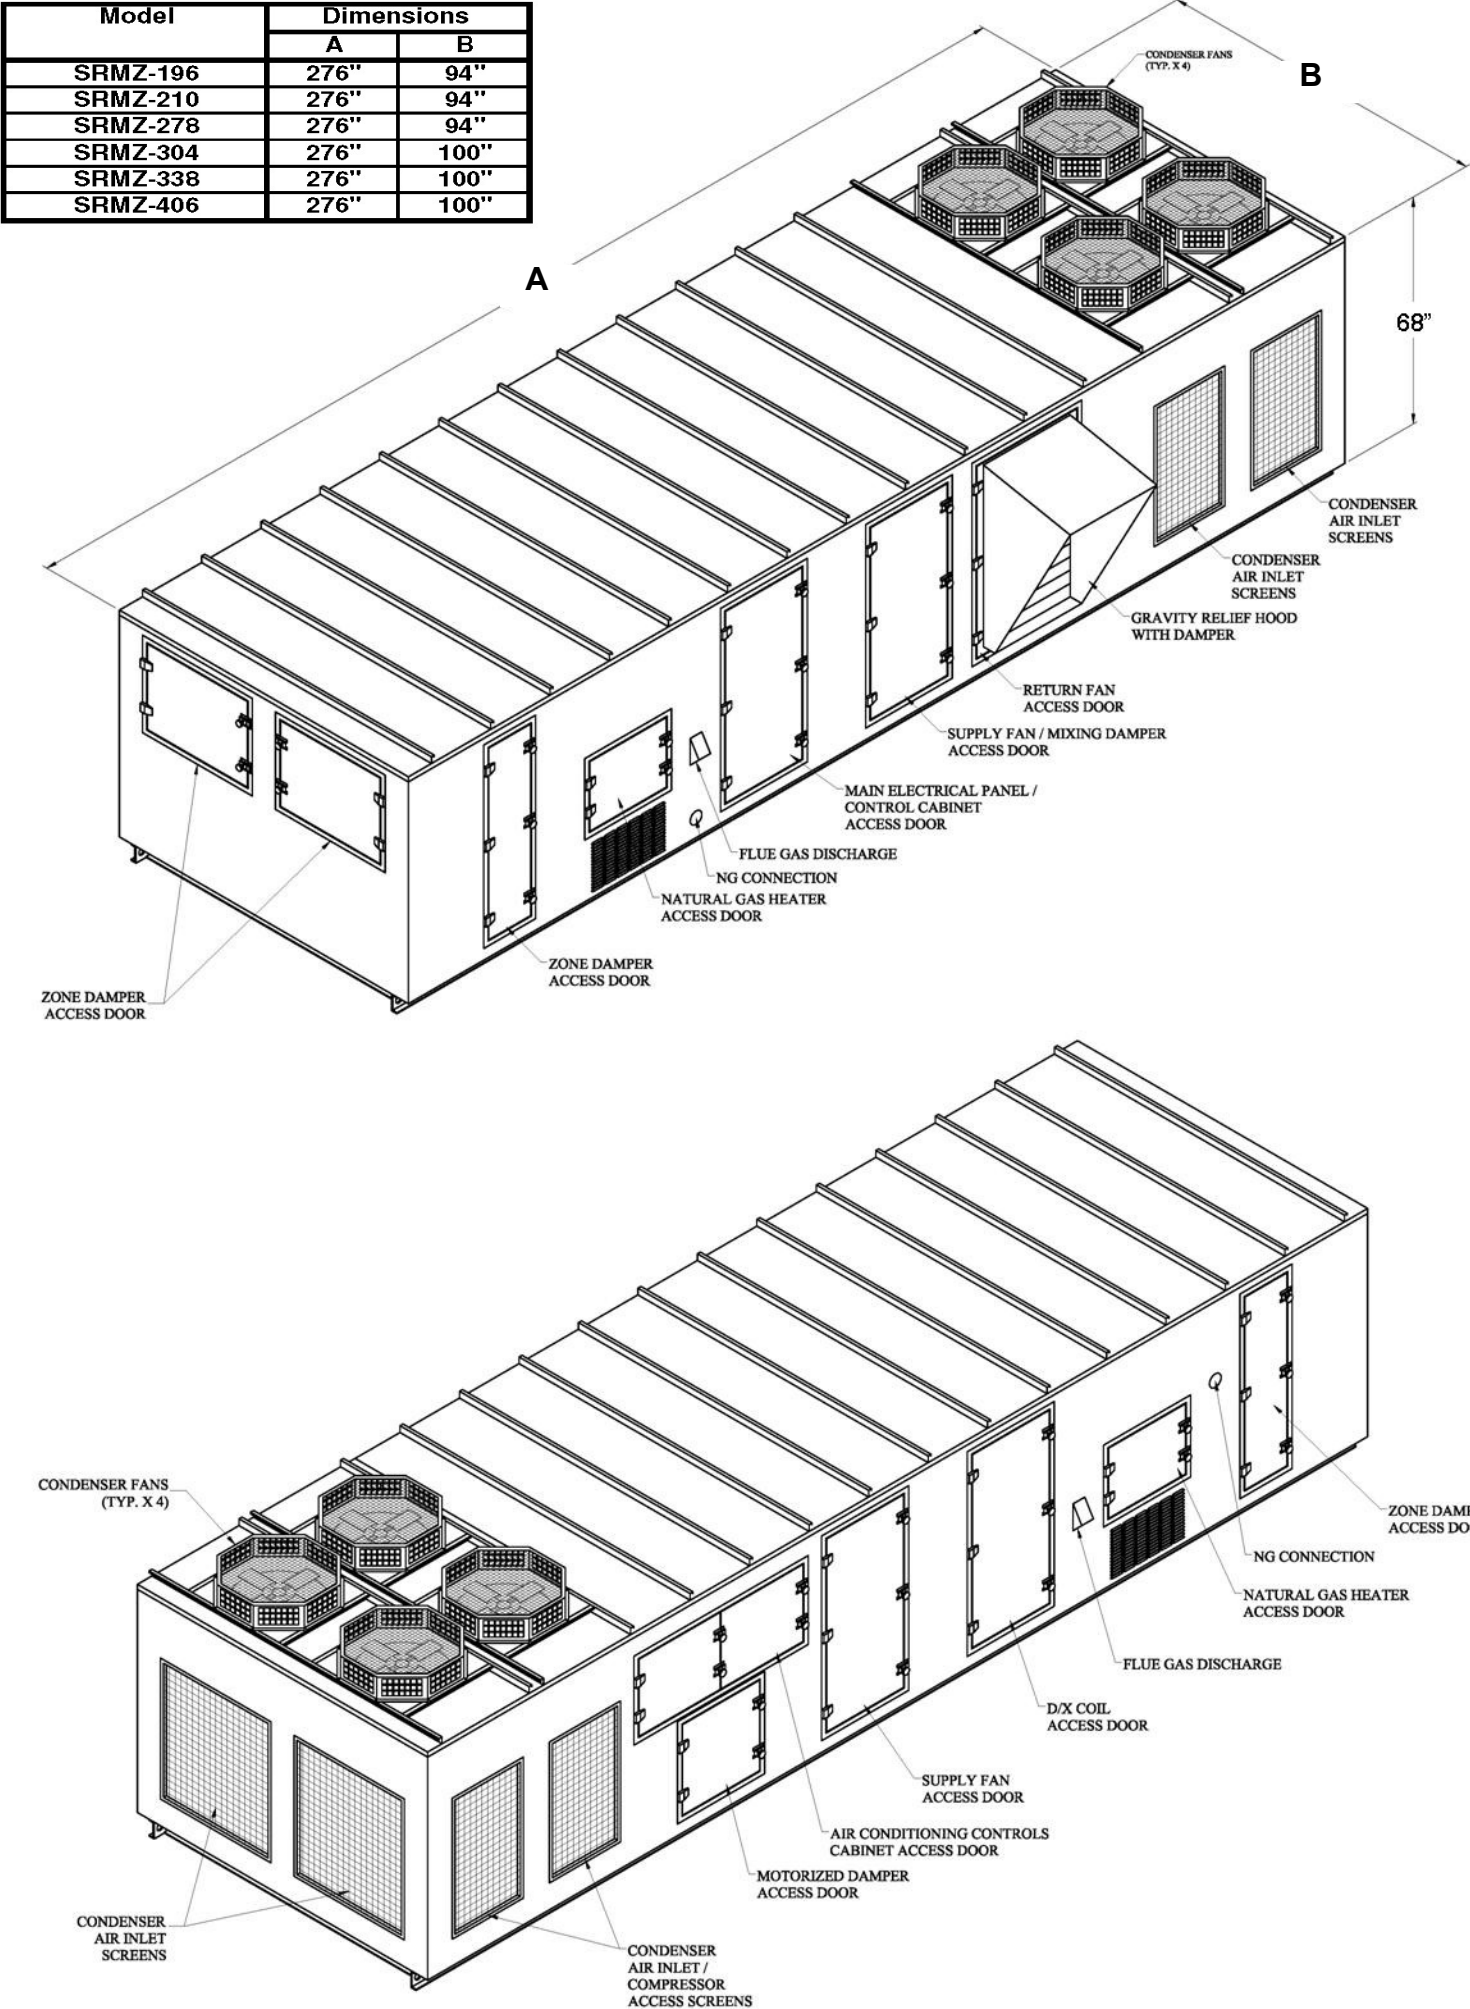 Model Dimensions
A B
SRMZ-196 276" 94"
SRMZ-210 276" 94"
SRMZ-278 276" 94"
SRMZ-304 276" 100"
SRMZ-338 276" 100"
SRMZ-406 276" 100"
CONDENSER FANS
(TYP. X 4)
B
A
68”
CONDENSER
AIR INLET
SCREENS
CONDENSER
AIR INLET
SCREENS
GRAVITY RELIEF HOOD
WITH DAMPER
RETURN FAN
ACCESS DOOR
SUPPLY FAN / MIXING DAMPER
ACCESS DOOR
MAIN ELECTRICAL PANEL /
CONTROL CABINET
ACCESS DOOR
FLUE GAS DISCHARGE
NG CONNECTION
NATURAL GAS HEATER
ACCESS DOOR
ZONE DAMPER
ACCESS DOOR
ZONE DAMPER
ACCESS DOOR
CONDENSER FANS
(TYP. X 4)
ZONE DAM
ACCESS DO
NG CONNECTION
NATURAL GAS HEATER
ACCESS DOOR
FLUE GAS DISCHARGE
D/X COIL
ACCESS DOOR
SUPPLY FAN
ACCESS DOOR
AIR CONDITIONING CONTROLS
CABINET ACCESS DOOR
MOTORIZED DAMPER
ACCESS DOOR
CONDENSER
AIR INLET
SCREENS
CONDENSER
AIR INLET /
COMPRESSOR
ACCESS SCREENS